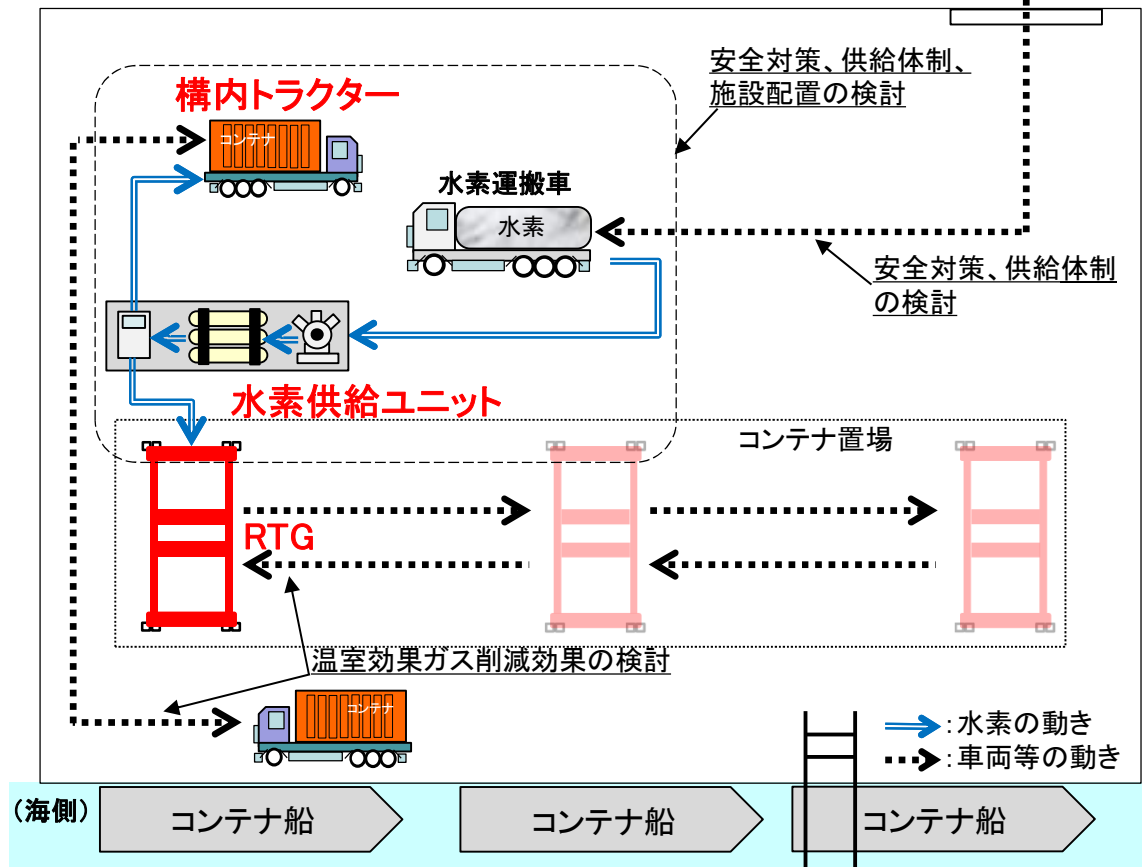 安全対策、供給体制、
施設配置の検討
構内トラクター
コンテナ
水素運搬車
水素
安全対策、供給体制
の検討
水素供給ユニット
コンテナ置場
RTG
温室効果ガス削減効果の検討
コンテナ
:水素の動き
:車両等の動き
(海側)
コンテナ船
コンテナ船
コンテナ船